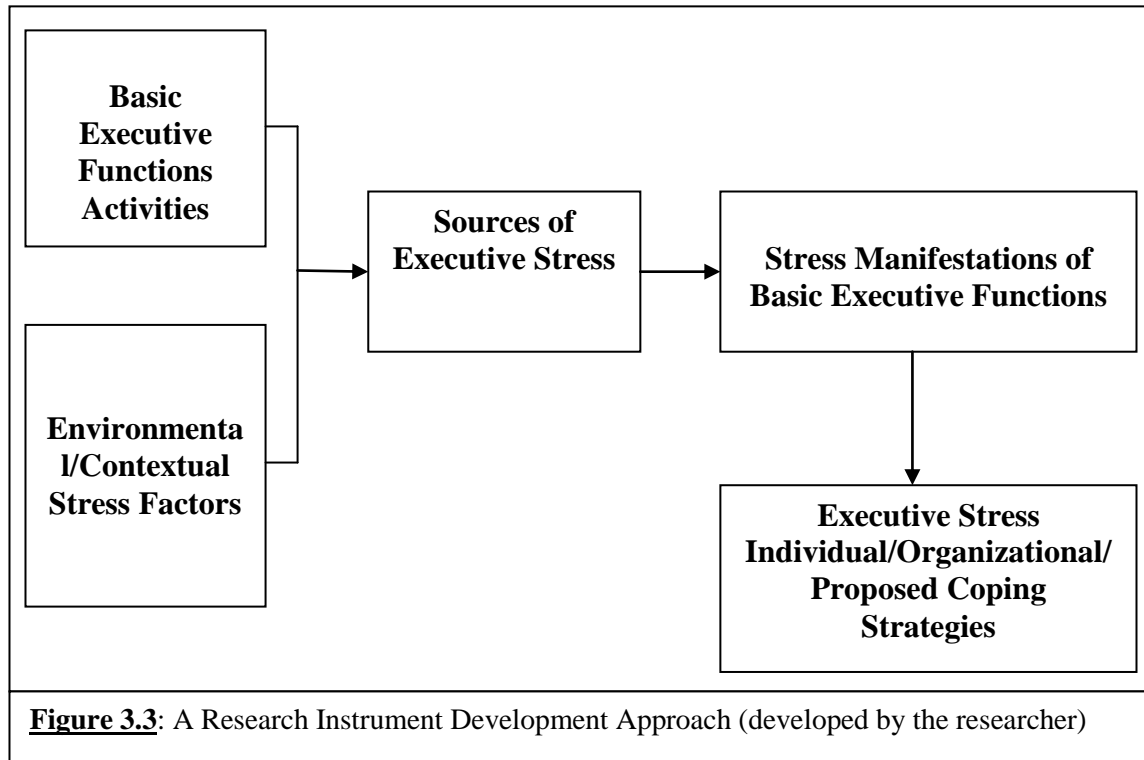 Basic
Executive
Functions
Activities
Environmenta
l/Contextual
Stress Factors
Sources of
Executive Stress
Stress Manifestations of
Basic Executive Functions
Executive Stress
Individual/Organizational/
Proposed Coping
Strategies
Figure 3.3: A Research Instrument Development Approach (developed by the researcher)